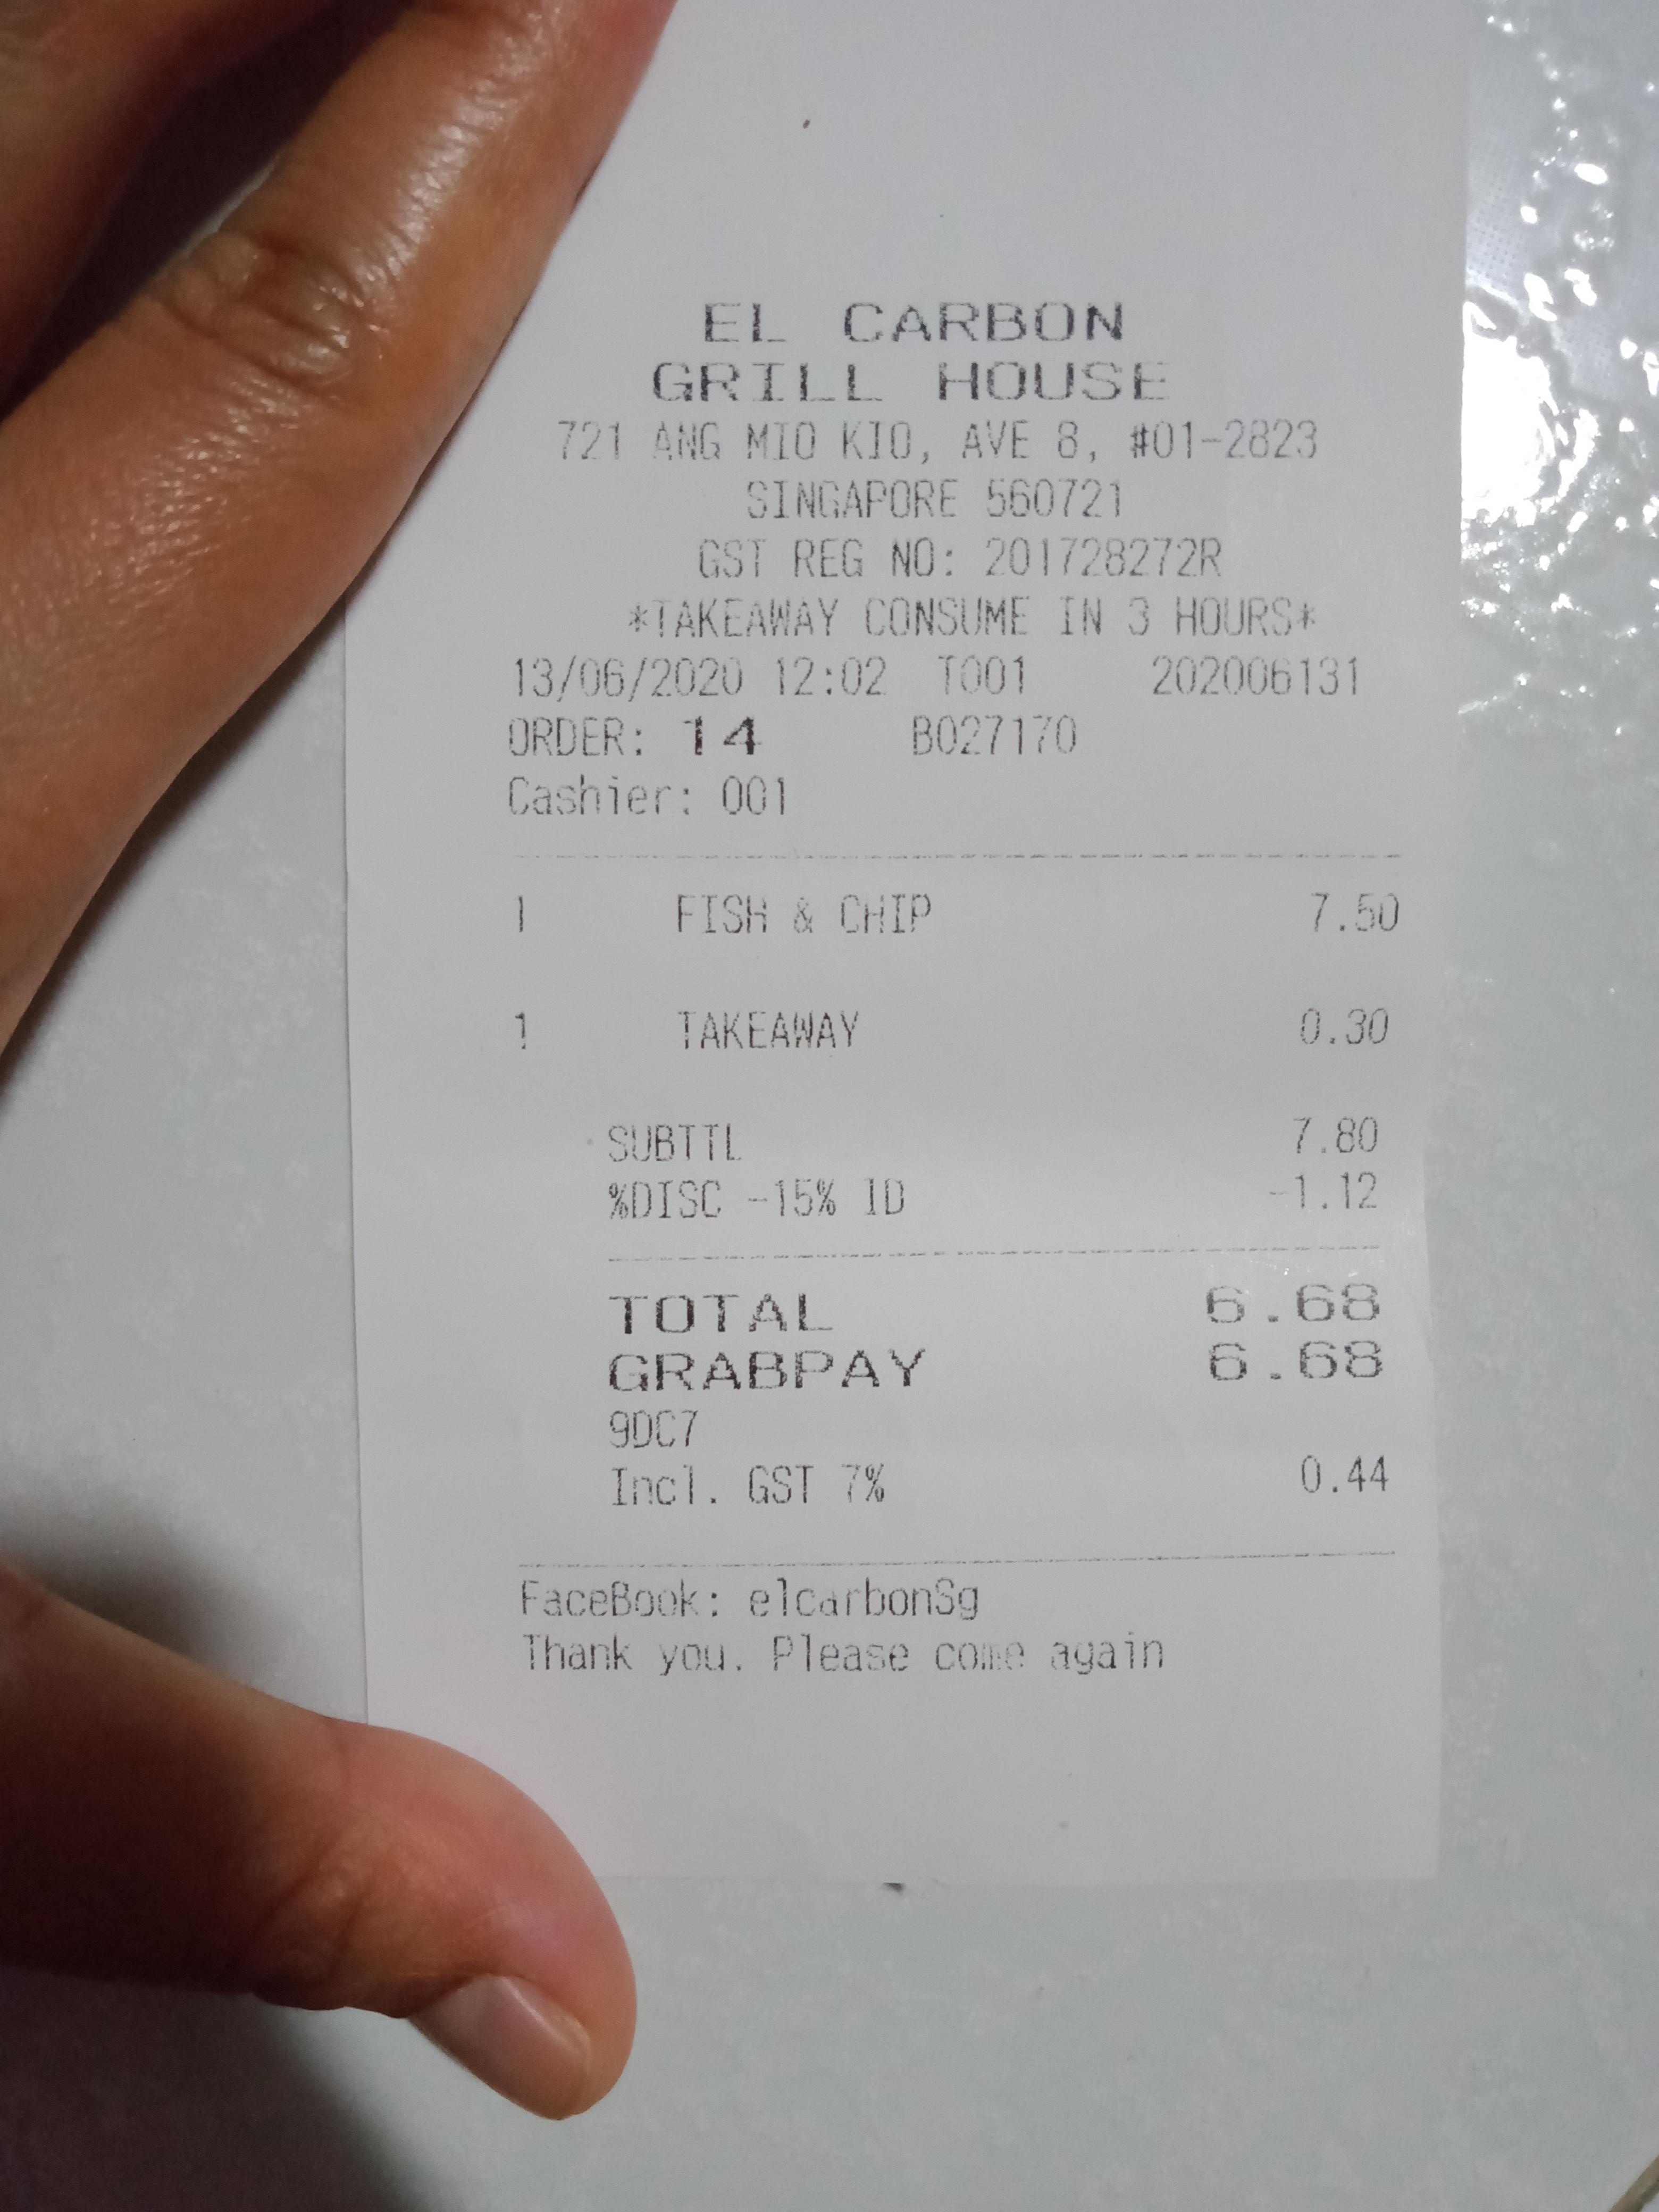 EL CARBON
GRILL HOUSE
721 ANG MIO KIO, AVE 8, #01-2823
SINGAPORE 560721
GST REG NO: 201728272R
*TAKEAWAY CONSUME IN 3 HOURS*
13/06/2020 12:02 T001 202006131
ORDER: 14 B027170
Cashier: 001
1 FISH & CHIP 7.50
1 TAKEAWAY 0.30
SUBTTL 7.80
%DISC -15% ID -1.12
TOTAL 6.68
GRABPAY 6.68
9DC7
Incl. GST 7% 0.44
FaceBook: elcarbonSg
Thank you. Please come again